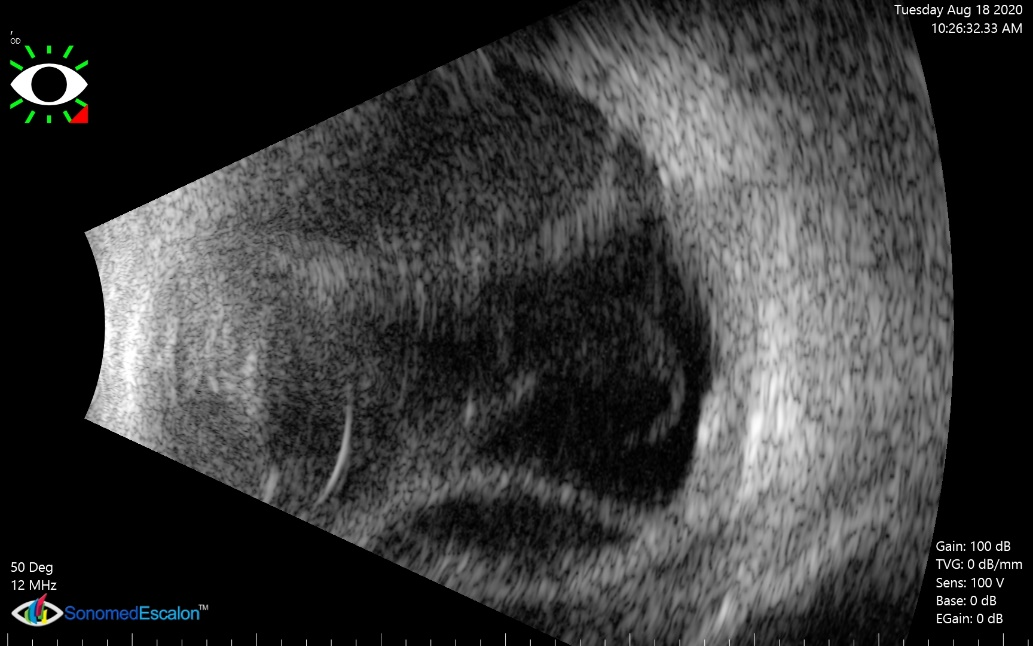 Tuesday Aug 18 2020
10:26:32.33 AM
OD
50 Deg
12 MHz
SonomedEscalon™
Gain: 100 dB
TVG: 0 dB/mm
Sens: 100 V
Base: 0 dB
EGain: 0 dB